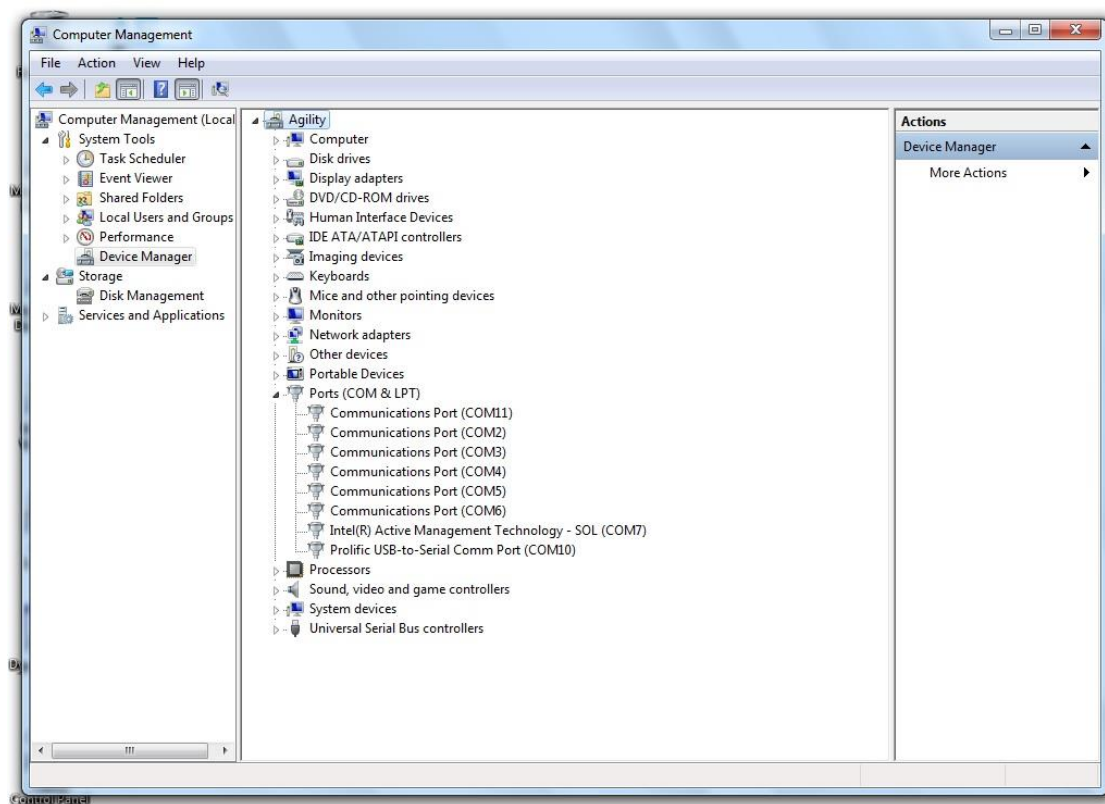 Computer Management
File Action View Help
Computer Management (Local
System Tools
Task Scheduler
Event Viewer
Shared Folders
Local Users and Groups
Performance
Device Manager
Storage
Disk Management
Services and Applications
Agility
Computer
Disk drives
Display adapters
DVD/CD-ROM drives
Human Interface Devices
IDE ATA/ATAPI controllers
Imaging devices
Keyboards
Mice and other pointing devices
Monitors
Network adapters
Other devices
Portable Devices
Ports (COM & LPT)
Communications Port (COM11)
Communications Port (COM2)
Communications Port (COM3)
Communications Port (COM4)
Communications Port (COM5)
Communications Port (COM6)
Intel(R) Active Management Technology - SOL (COM7)
Prolific USB-to-Serial Comm Port (COM10)
Processors
Sound, video and game controllers
System devices
Universal Serial Bus controllers
Actions
Device Manager
More Actions
Control Panel